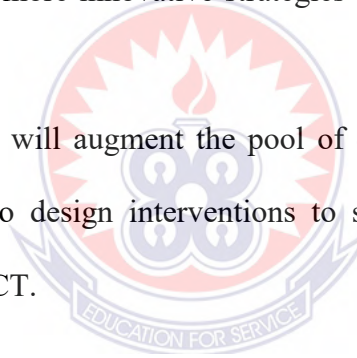 more innovative strategies
will augment the pool of
o design interventions to s
CT.
EDUCATION FOR SERVICE